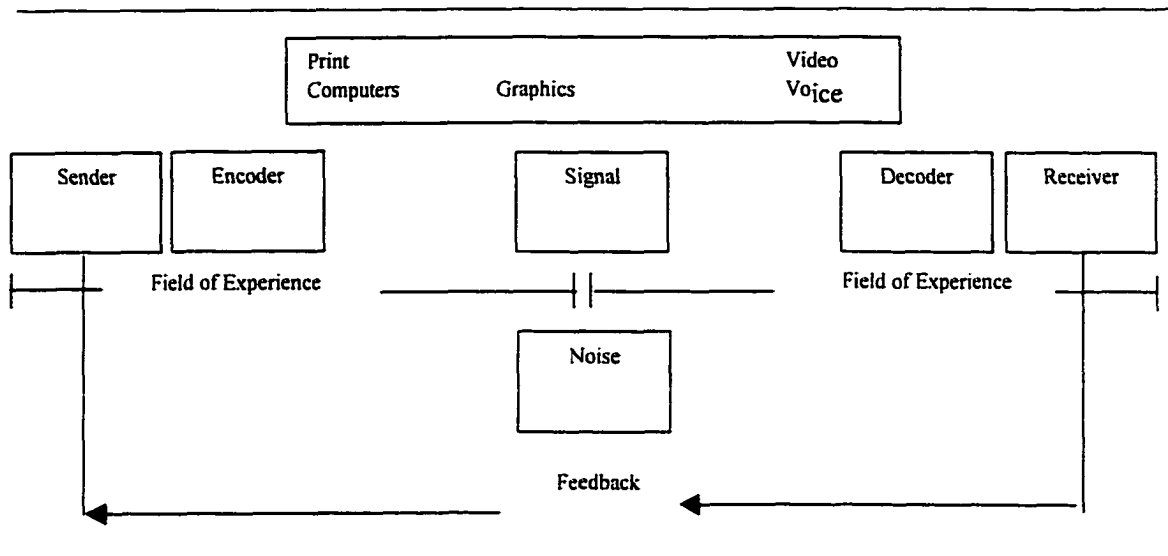 Print Video
Computers Graphics Voice
Sender Encoder Signal Decoder Receiver
Field of Experience Field of Experience
Noise
Feedback